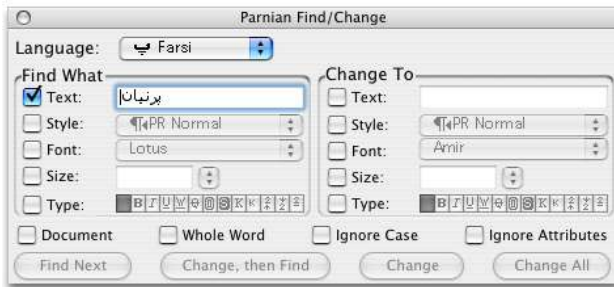 Parnian Find/Change
Language: پ Farsi
Find What Change To
Text: پرنیان Text:
Style: ¶PR Normal Style: ¶PR Normal
Font: Lotus Font: Amir
Size: Size:
Type: B I U W Type: B I U W
Document Whole Word Ignore Case Ignore Attributes
Find Next Change, then Find Change Change All